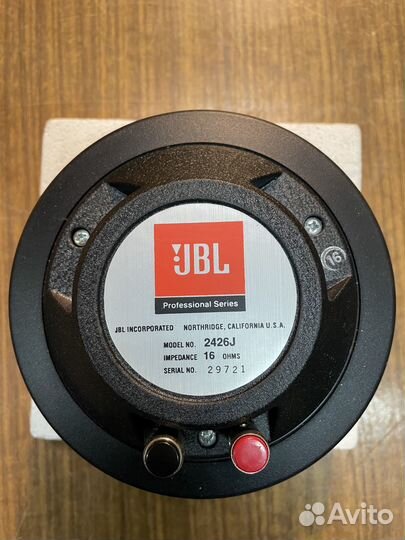 JBL
Professional Series
JBL INCORPORATED NORTHRIDGE, CALIFORNIA U.S.A.
MODEL NO. 2426J
IMPEDANCE 16 OHMS
SERIAL NO. 29721
16
Avito